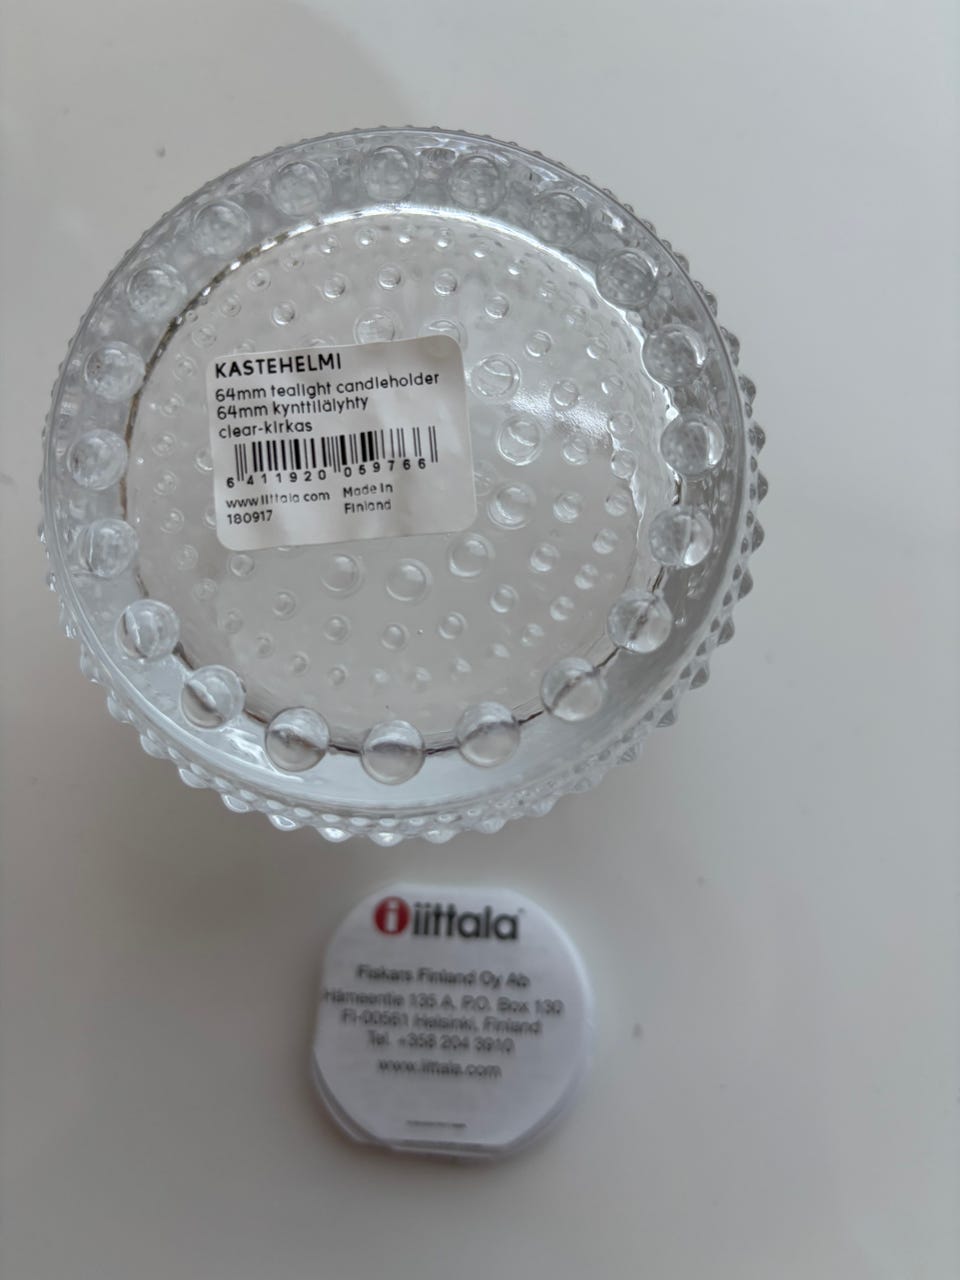 KASTEHELMI
64mm tealight candleholder
64mm kynttilälyhty
clear-kirkas
6 411920 059766
www.iittala.com Made in
180917 Finland
iittala
Fiskars Finland Oy Ab
Hämeentie 135 A, P.O. Box 130
FI-00561 Helsinki, Finland
Tel. +358 204 3910
www.iittala.com